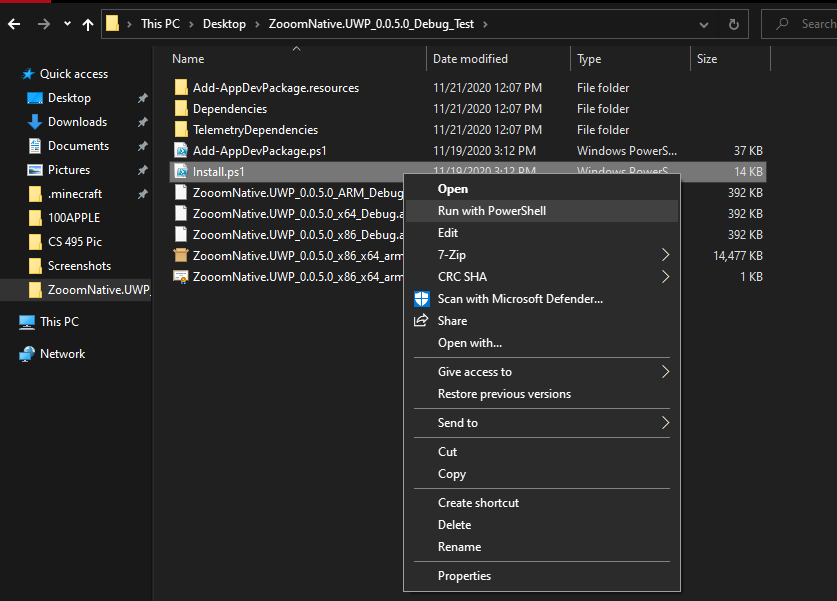 This PC > Desktop > ZooomNative.UWP_0.0.5.0_Debug_Test >
Search
Name Date modified Type Size
Quick access
Desktop
Downloads
Documents
Pictures
.minecraft
100APPLE
CS 495 Pic
Screenshots
ZooomNative.UWP_
This PC
Network
Add-AppDevPackage.resources 11/21/2020 12:07 PM File folder
Dependencies 11/21/2020 12:07 PM File folder
TelemetryDependencies 11/21/2020 12:07 PM File folder
Add-AppDevPackage.ps1 11/19/2020 3:12 PM Windows PowerS... 37 KB
Install.ps1 11/19/2020 3:12 PM Windows PowerS... 14 KB
ZooomNative.UWP_0.0.5.0_ARM_Debug 392 KB
ZooomNative.UWP_0.0.5.0_x64_Debug.a 392 KB
ZooomNative.UWP_0.0.5.0_x86_Debug.a 392 KB
ZooomNative.UWP_0.0.5.0_x86_x64_arm 14,477 KB
ZooomNative.UWP_0.0.5.0_x86_x64_arm 1 KB
Open
Run with PowerShell
Edit
7-Zip
CRC SHA
Scan with Microsoft Defender...
Share
Open with...
Give access to
Restore previous versions
Send to
Cut
Copy
Create shortcut
Delete
Rename
Properties